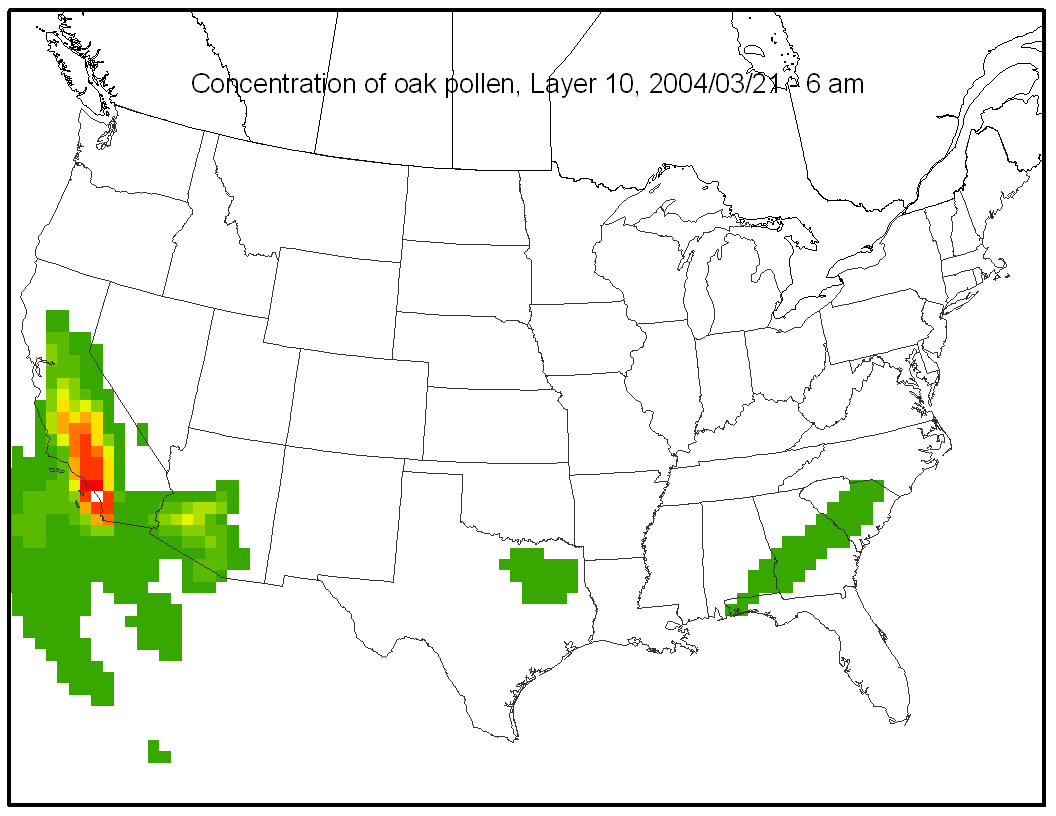 Concentration of oak pollen, Layer 10, 2004/03/21 - 6 am